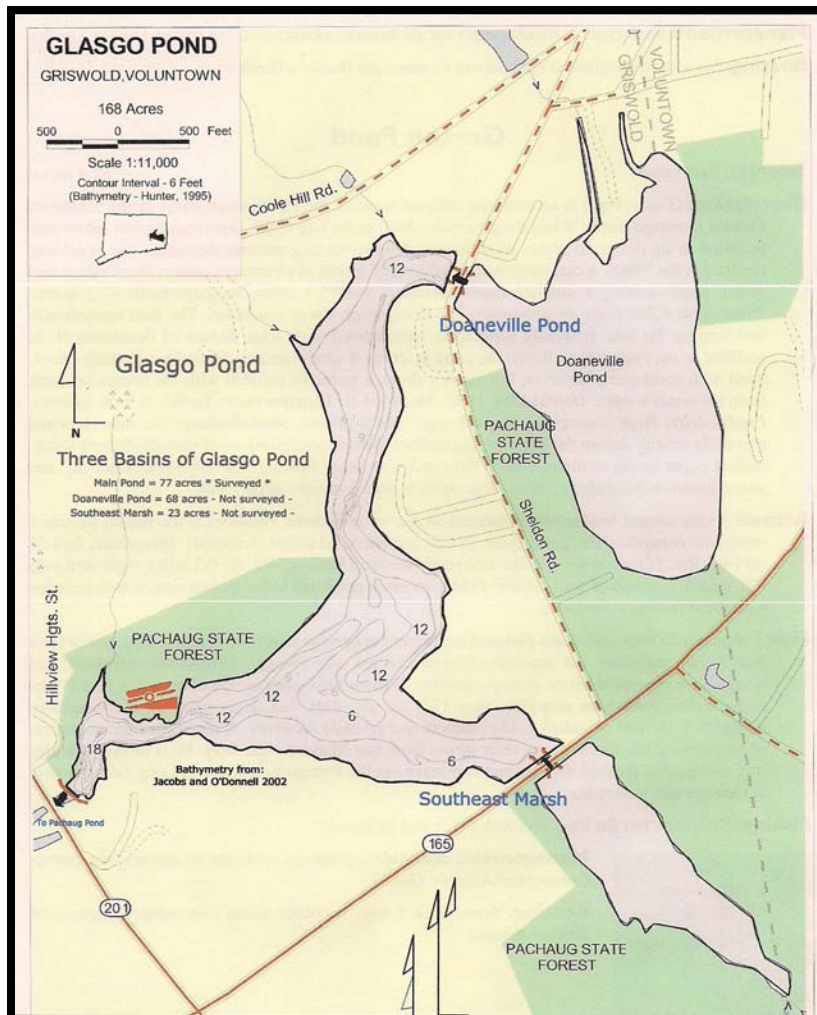 GLASGO POND
GRISWOLD,VOLUNTOWN
168 Acres
500 0 500 Feet
Scale 1:11,000
Contour Interval - 6 Feet
(Bathymetry - Hunter, 1995)
VOLUNTOWN
GRISWOLD
Coole Hill Rd.
12
Doaneville Pond
Doaneville
Pond
Glasgo Pond
N
Three Basins of Glasgo Pond
Main Pond = 77 acres * Surveyed *
Doaneville Pond = 68 acres - Not surveyed -
Southeast Marsh = 23 acres - Not surveyed -
PACHAUG
STATE
FOREST
Sheldon Rd.
Hillview Hgts. St.
PACHAUG STATE
FOREST
12
12
12
12
6
18
6
Bathymetry from:
Jacobs and O'Donnell 2002
Southeast Marsh
To Pachaug Pond
165
201
PACHAUG STATE
FOREST